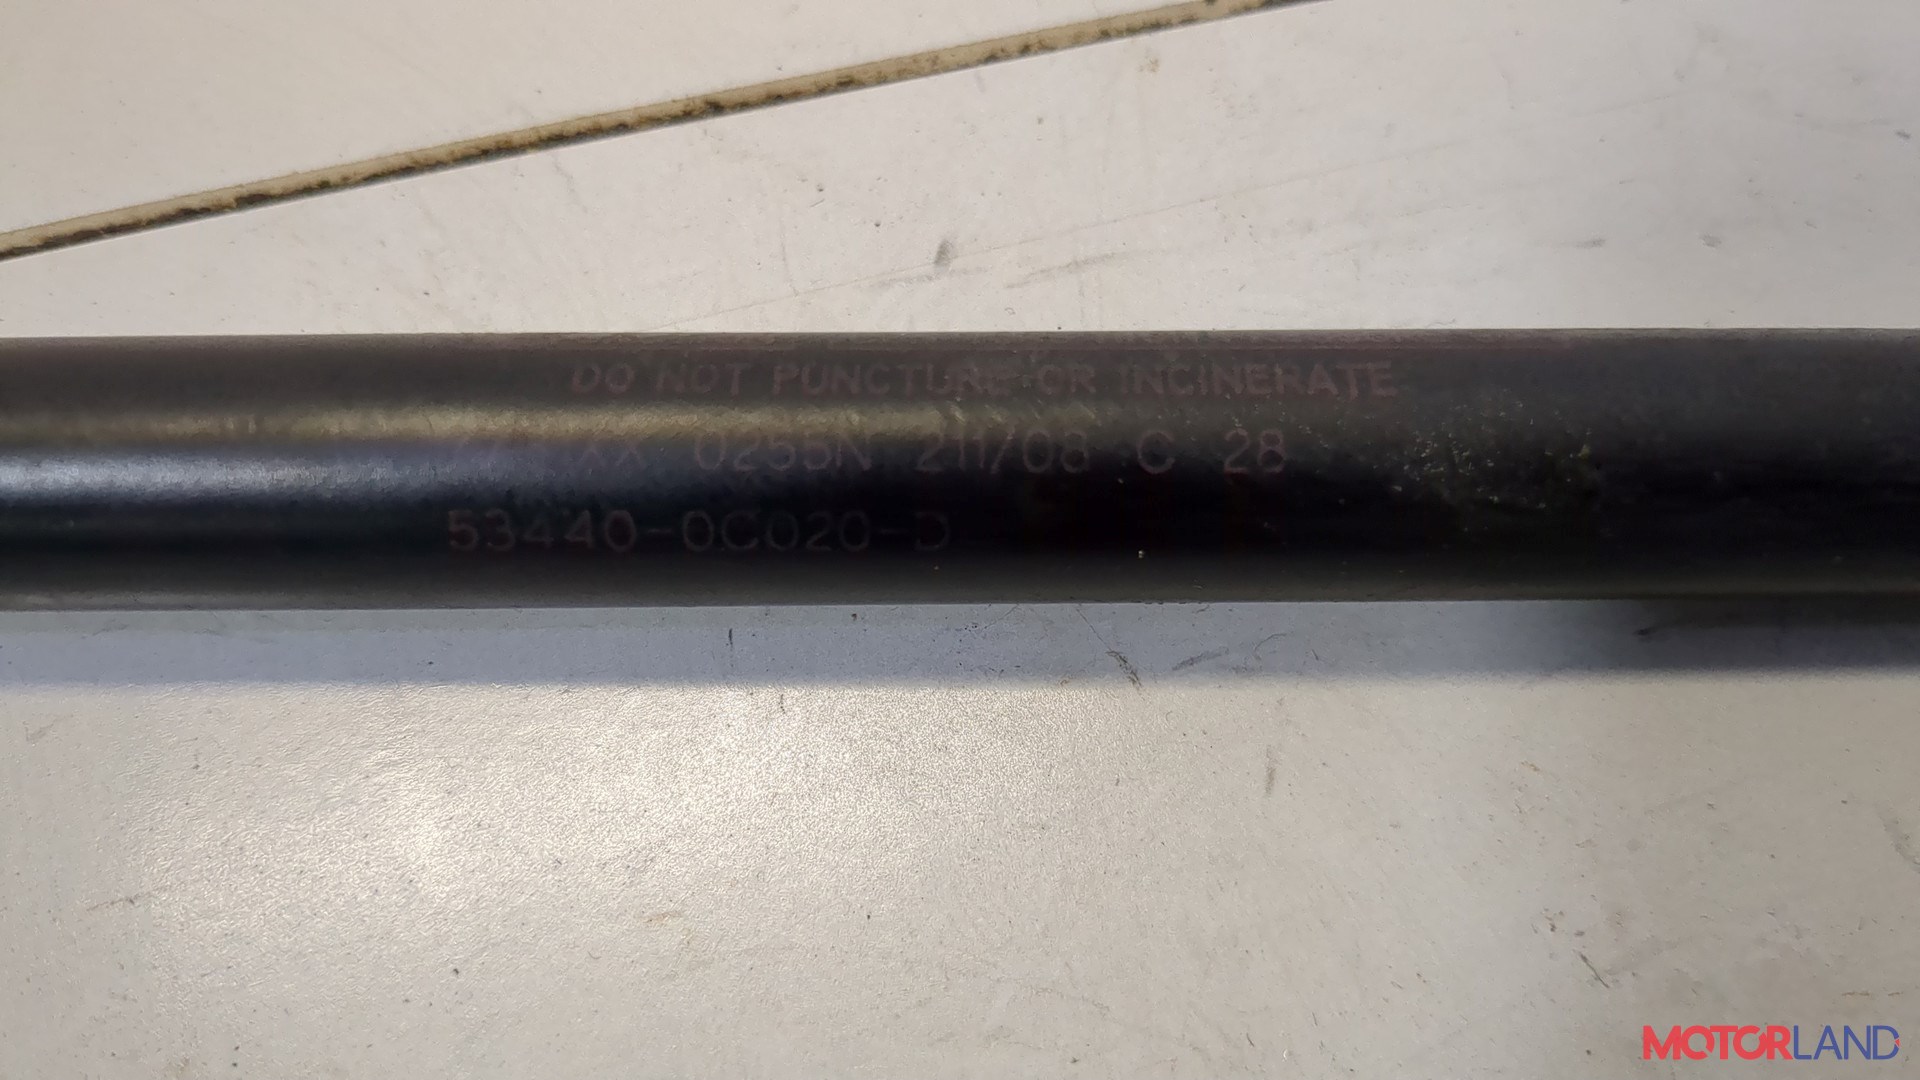 DO NOT PUNCTURE OR INCINERATE
0255N 211/08 C 28
53440-0C020-D
MOTORLAND